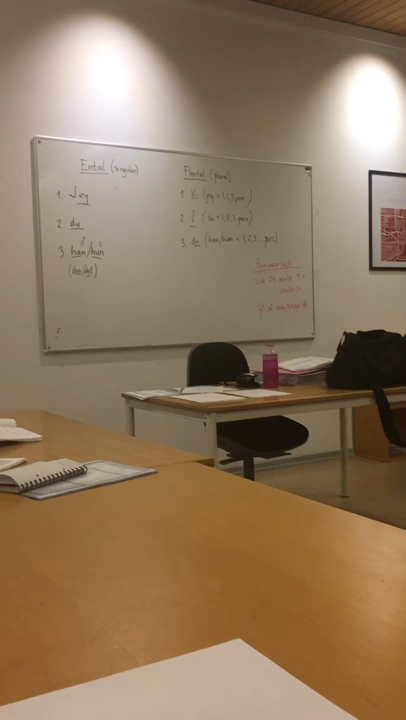 Ental (singular)
1. Jeg
2. du
3. han/hun
(den/det)
Flertal (plural)
1. Vi (jeg + 1,2,3 pers.)
2. I (du + 1,2,3, pers)
3. de (han/hun + 1,2,3... pers.)